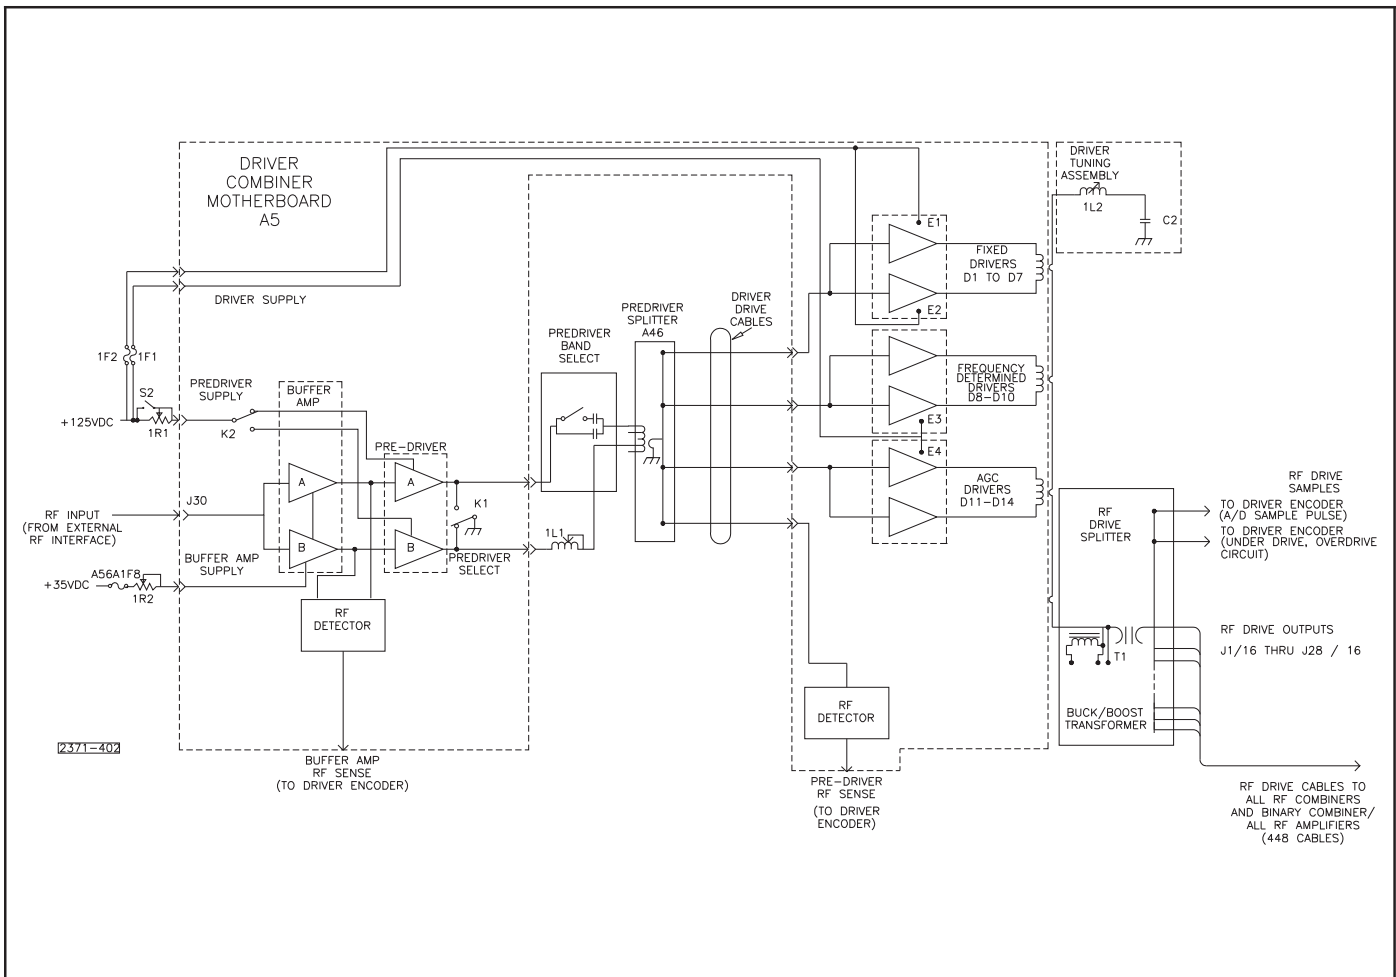 DRIVER
COMBINER
MOTHERBOARD
A5
DRIVER
TUNING
ASSEMBLY
1L2
C2
E1
FIXED
DRIVERS
D1 TO D7
E2
DRIVER SUPPLY
DRIVER
DRIVE
CABLES
PREDRIVER
SPLITTER
A46
PREDRIVER
BAND
SELECT
1F2
1F1
FREQUENCY
DETERMINED
DRIVERS
D8-D10
E3
E4
AGC
DRIVERS
D11-D14
S2
PREDRIVER
SUPPLY
BUFFER
AMP
+125VDC
1R1
K2
PRE-DRIVER
A
A
K1
J30
RF INPUT
(FROM EXTERNAL
RF INTERFACE)
B
B
1L1
PREDRIVER
SELECT
BUFFER AMP
SUPPLY
A56A1F8
+35VDC
1R2
RF
DETECTOR
RF
DRIVE
SPLITTER
RF DRIVE
SAMPLES
TO DRIVER ENCODER
(A/D SAMPLE PULSE)
TO DRIVER ENCODER
(UNDER DRIVE, OVERDRIVE
CIRCUIT)
RF DRIVE OUTPUTS
J1/16 THRU J28 / 16
T1
BUCK/BOOST
TRANSFORMER
RF
DETECTOR
2371-402
BUFFER AMP
RF SENSE
(TO DRIVER ENCODER)
PRE-DRIVER
RF SENSE
(TO DRIVER
ENCODER)
RF DRIVE CABLES TO
ALL RF COMBINERS
AND BINARY COMBINER/
ALL RF AMPLIFIERS
(448 CABLES)